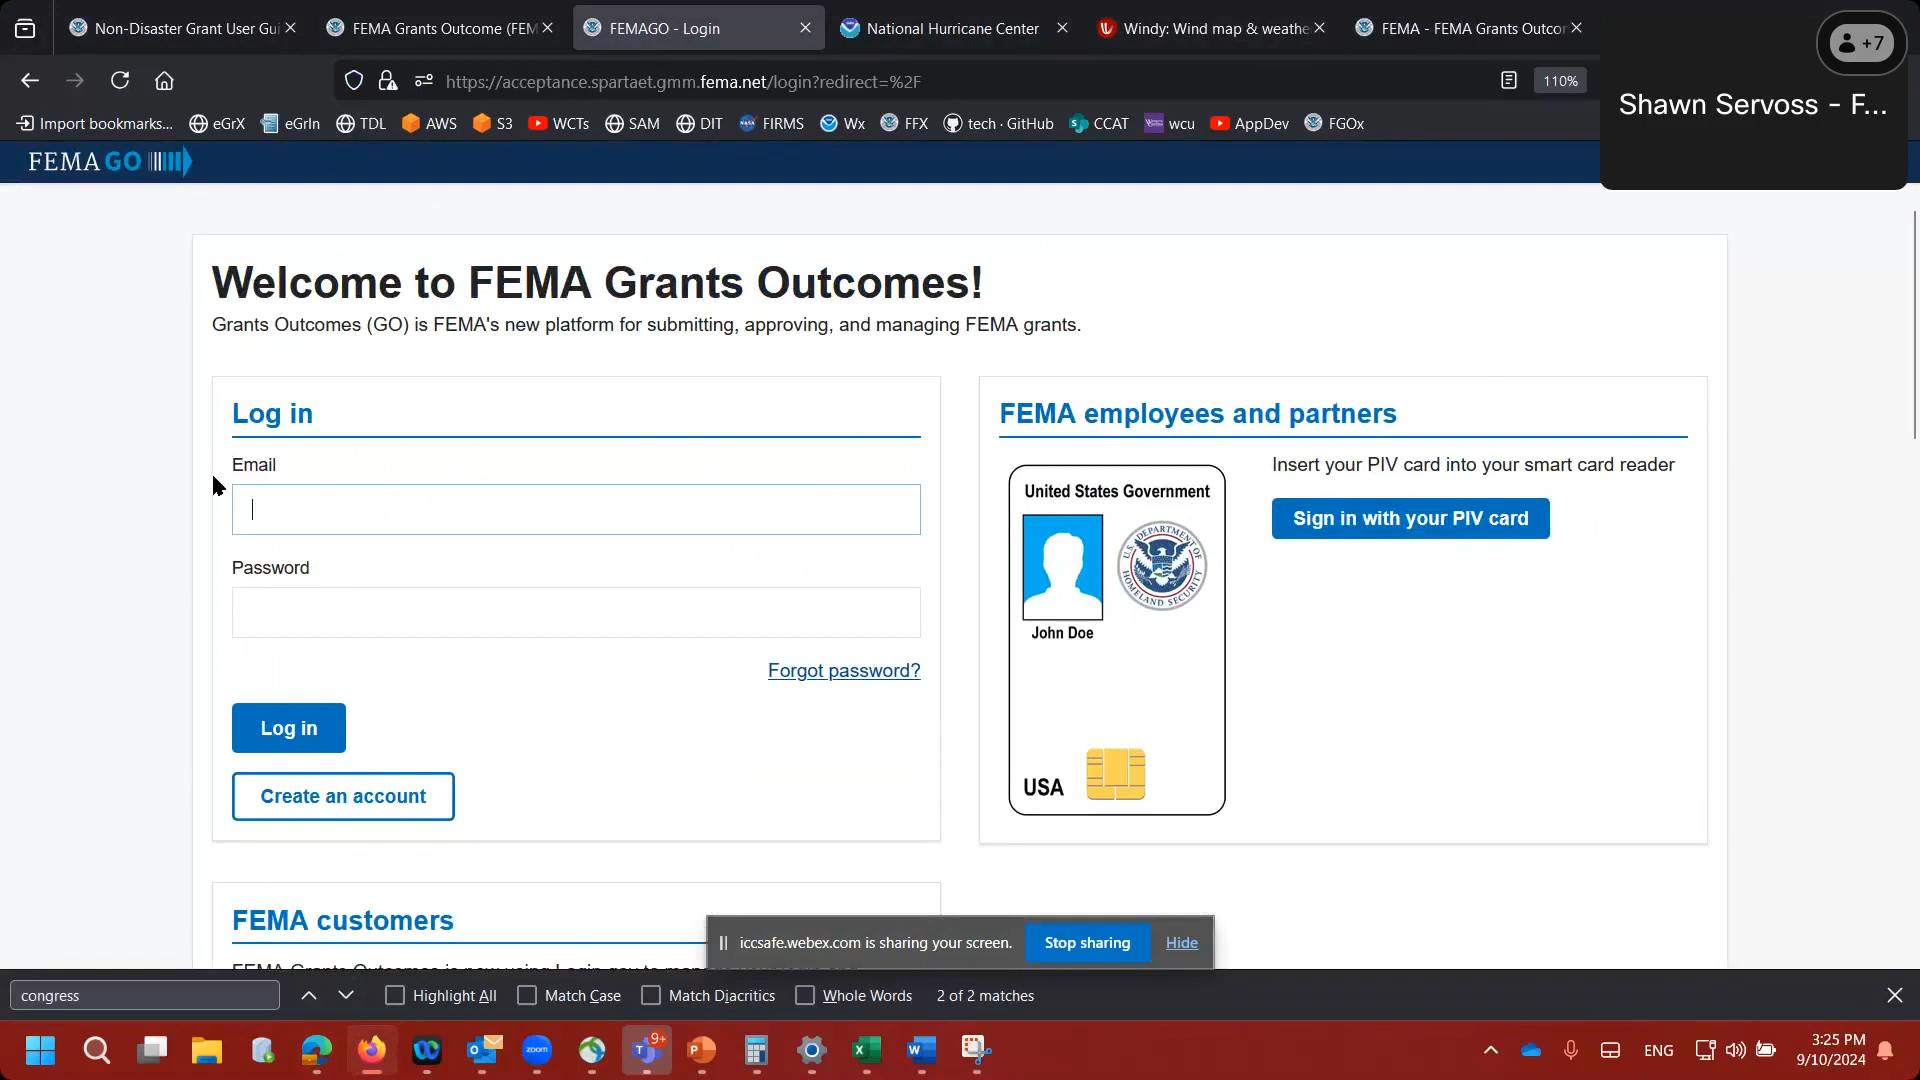 Non-Disaster Grant User Gui
FEMA Grants Outcome (FEM
FEMAGO - Login
National Hurricane Center
Windy: Wind map & weathe
FEMA - FEMA Grants Outcor
+7
https://acceptance.spartaet.gmm.fema.net/login?redirect=%2F
110%
Shawn Servoss - F...
Import bookmarks...
eGrX
eGrIn
TDL
AWS
S3
WCTs
SAM
DIT
FIRMS
Wx
FFX
tech · GitHub
CCAT
wcu
AppDev
FGOx
FEMA GO
Welcome to FEMA Grants Outcomes!
Grants Outcomes (GO) is FEMA's new platform for submitting, approving, and managing FEMA grants.
Log in
Email
Password
Forgot password?
Log in
Create an account
FEMA employees and partners
United States Government
U.S. DEPARTMENT OF
HOMELAND SECURITY
John Doe
USA
Insert your PIV card into your smart card reader
Sign in with your PIV card
FEMA customers
iccsafe.webex.com is sharing your screen.
Stop sharing
Hide
congress
Highlight All
Match Case
Match Diacritics
Whole Words
2 of 2 matches
zoom
9+
ENG
3:25 PM
9/10/2024